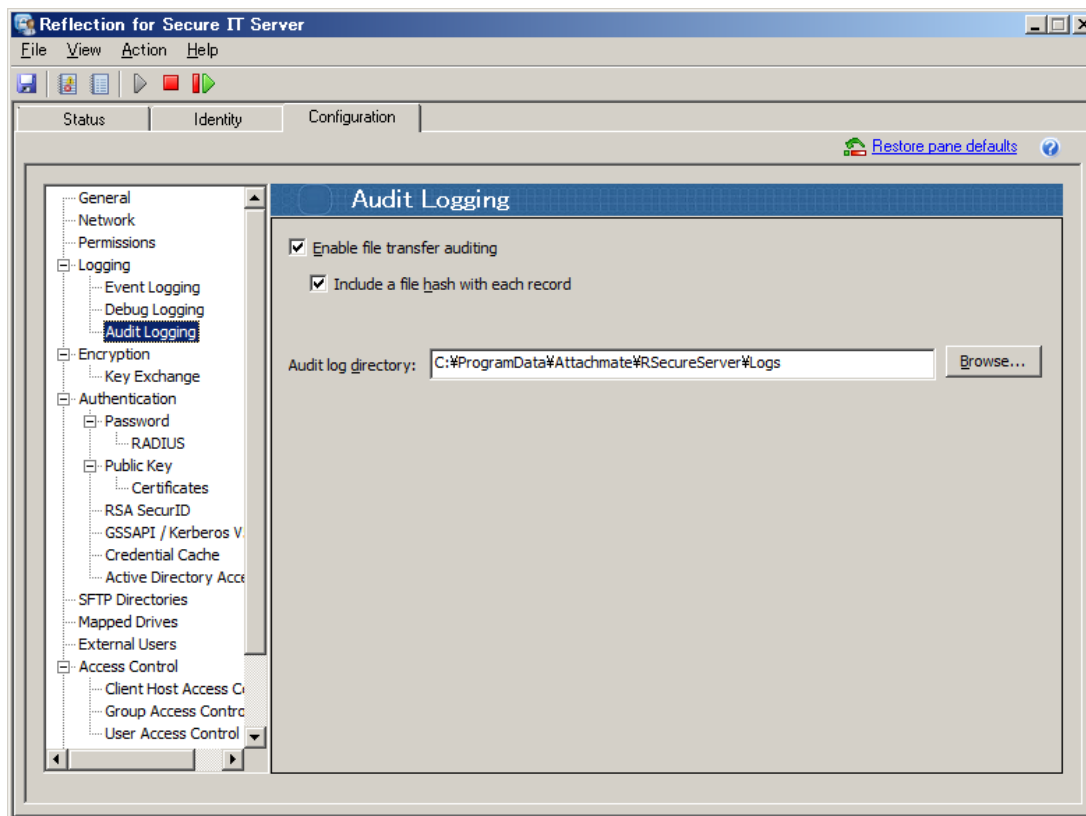 Reflection for Secure IT Server
File View Action Help
Status Identity Configuration
Restore pane defaults
General
Network
Permissions
Logging
Event Logging
Debug Logging
Audit Logging
Encryption
Key Exchange
Authentication
Password
RADIUS
Public Key
Certificates
RSA SecurID
GSSAPI / Kerberos V
Credential Cache
Active Directory Acce
SFTP Directories
Mapped Drives
External Users
Access Control
Client Host Access C
Group Access Contro
User Access Control
Audit Logging
Enable file transfer auditing
Include a file hash with each record
Audit log directory: C:¥ProgramData¥Attachmate¥RSecureServer¥Logs Browse...